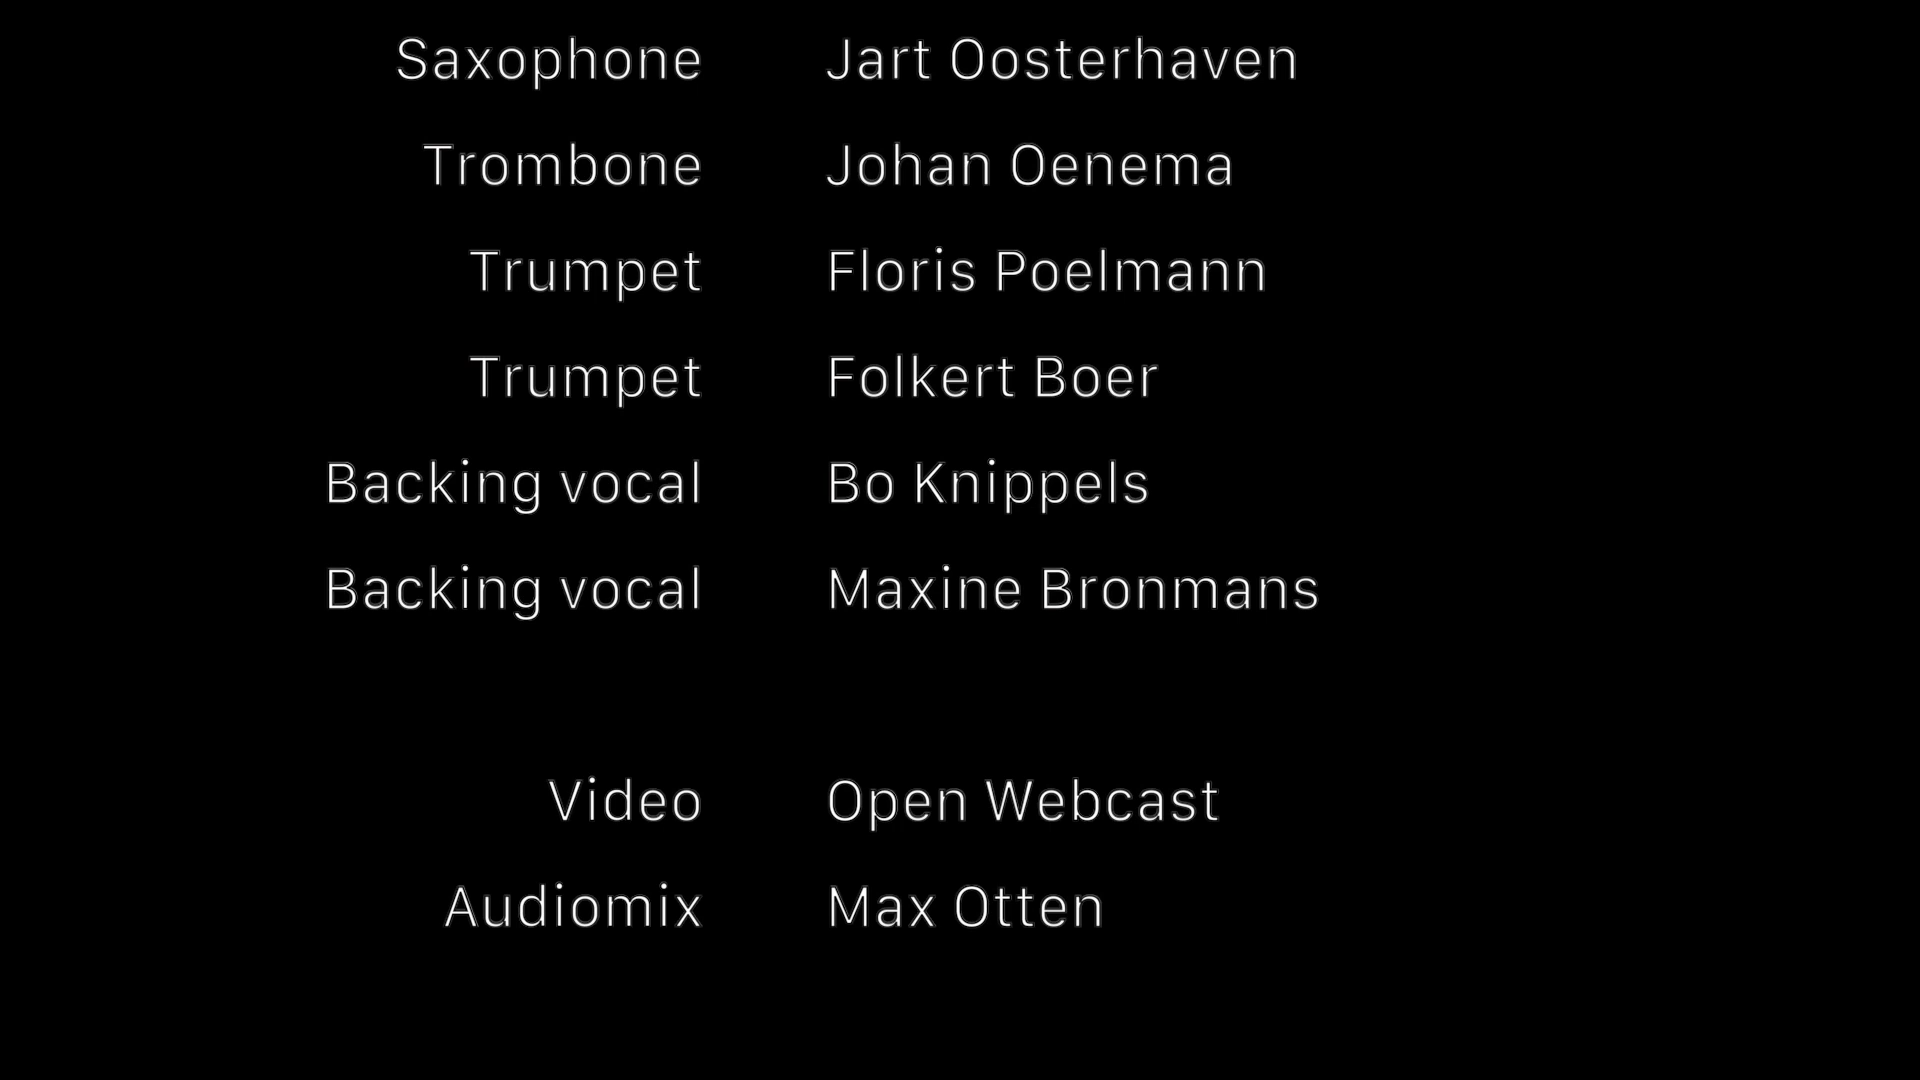 Saxophone Jart Oosterhaven
Trombone Johan Oenema
Trumpet Floris Poelmann
Trumpet Folkert Boer
Backing vocal Bo Knippels
Backing vocal Maxine Bronmans
Video Open Webcast
Audiomix Max Otten